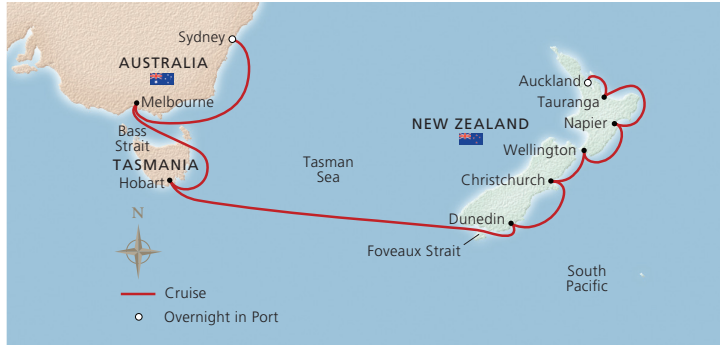 Sydney
AUSTRALIA
Melbourne
Bass
Strait
TASMANIA
Hobart
Tasman
Sea
NEW ZEALAND
Auckland
Tauranga
Napier
Wellington
Christchurch
Dunedin
Foveaux Strait
South
Pacific
N
Cruise
Overnight in Port